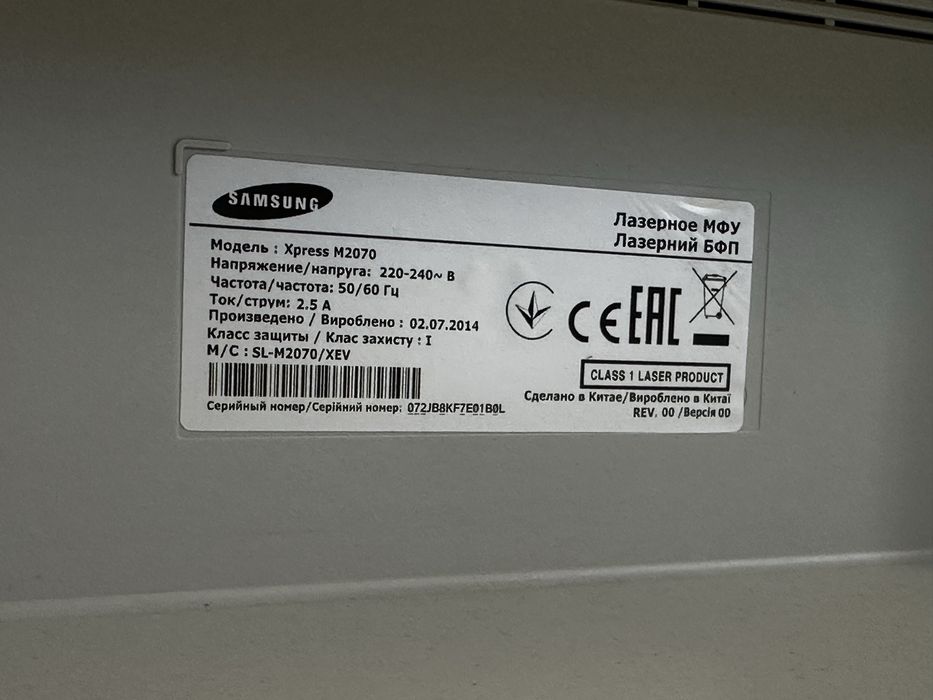 SAMSUNG
Лазерное МФУ
Лазерний БФП
Модель : Xpress M2070
Напряжение/напруга: 220-240~ В
Частота/частота: 50/60 Гц
Ток/струм: 2.5 А
Произведено / Вироблено : 02.07.2014
Класс защиты / Клас захисту : I
M/C : SL-M2070/XEV
Серийный номер/Серійний номер: 072JB8KF7E01B0L
CE EAC
CLASS 1 LASER PRODUCT
Сделано в Китае/Вироблено в Китаї
REV. 00 /Версія 00